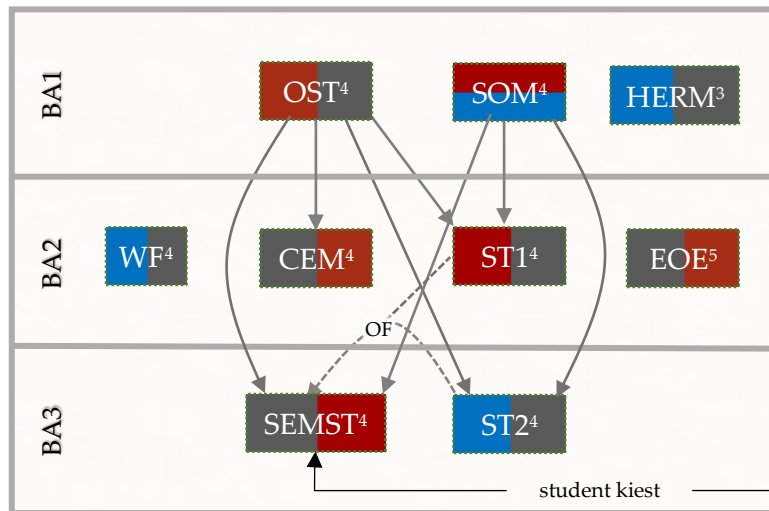 BA1
OST⁴
SOM⁴
HERM³
BA2
WF⁴
CEM⁴
ST1⁴
EOE⁵
OF
BA3
SEMST⁴
ST2⁴
student kiest